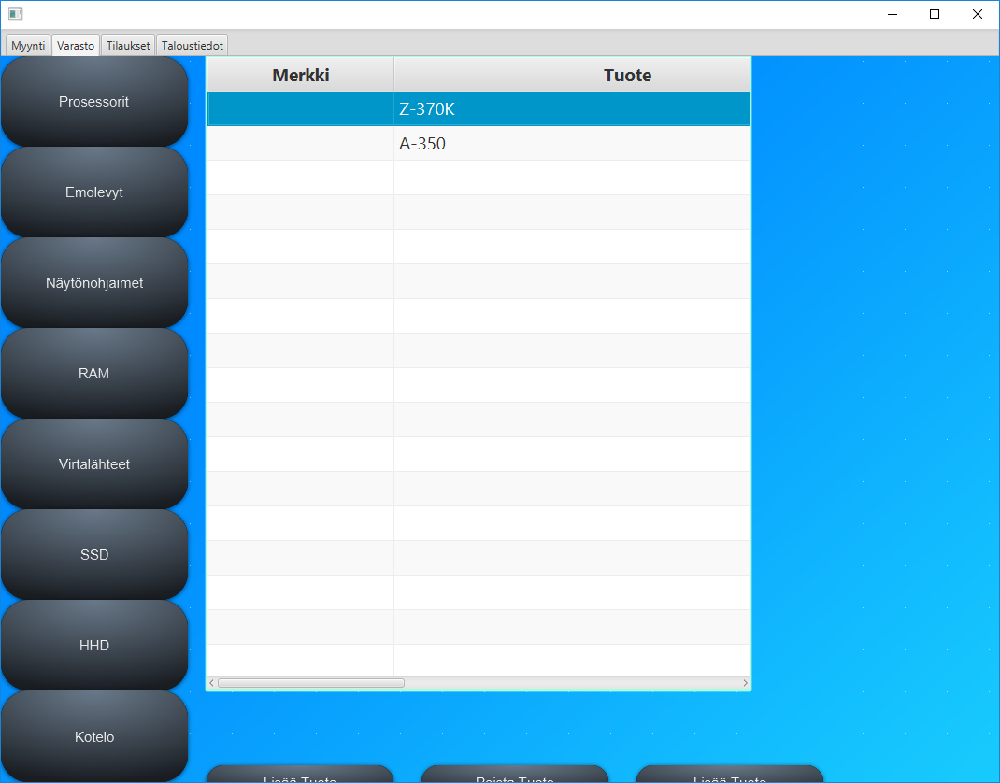 Myynti Varasto Tilaukset Taloustiedot
Merkki Tuote
Prosessorit
Z-370K
A-350
Emolevyt
Näytönohjaimet
RAM
Virtalähteet
SSD
HHD
Kotelo
Lisää Tuote Poista Tuote Lisää Tuote